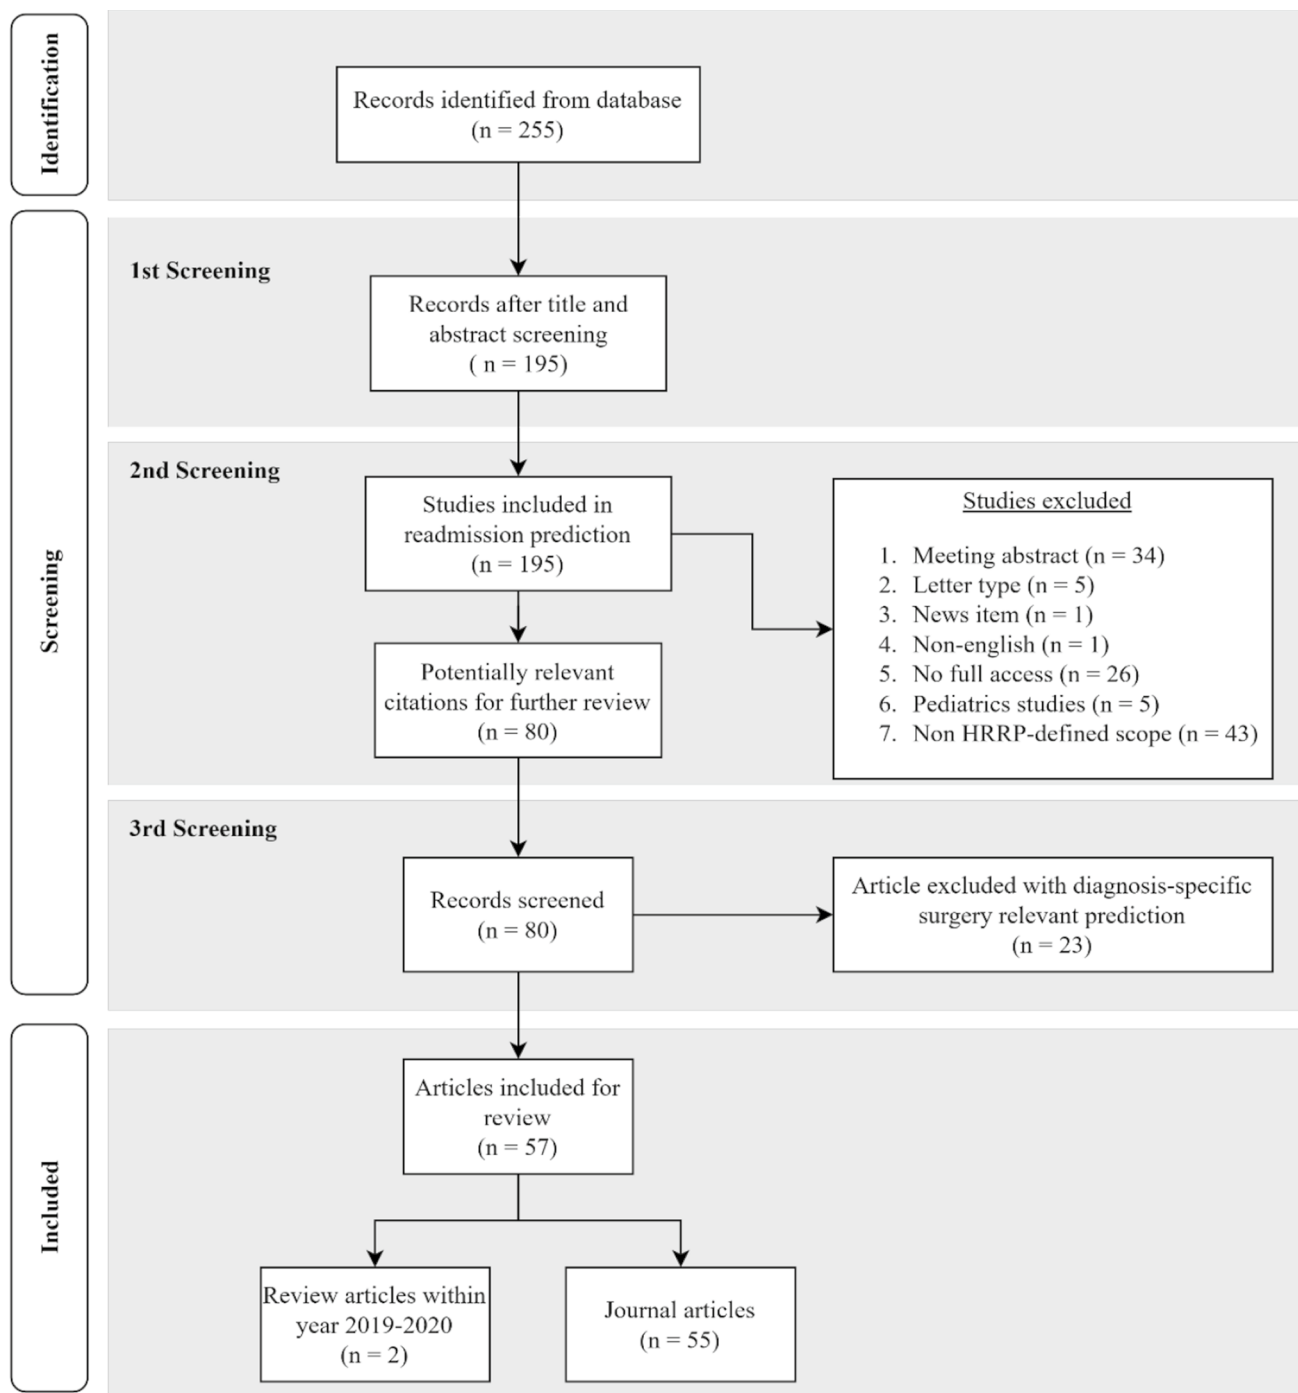 Identification
Records identified from database
(n = 255)
Screening
1st Screening
Records after title and
abstract screening
( n = 195)
2nd Screening
Studies included in
readmission prediction
(n = 195)
Studies excluded
1. Meeting abstract (n = 34)
2. Letter type (n = 5)
3. News item (n = 1)
4. Non-english (n = 1)
5. No full access (n = 26)
6. Pediatrics studies (n = 5)
7. Non HRRP-defined scope (n = 43)
Potentially relevant
citations for further review
(n = 80)
3rd Screening
Records screened
(n = 80)
Article excluded with diagnosis-specific
surgery relevant prediction
(n = 23)
Included
Articles included for
review
(n = 57)
Review articles within
year 2019-2020
(n = 2)
Journal articles
(n = 55)